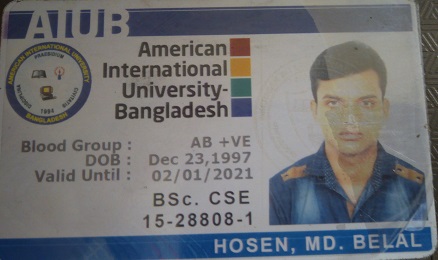 AIUB
American
International
University-
Bangladesh
AMERICAN INTERNATIONAL UNIVERSITY
BANGLADESH
1994
Blood Group : AB +VE
DOB : Dec 23,1997
Valid Until : 02/01/2021
BSc. CSE
15-28808-1
HOSEN, MD. BELAL